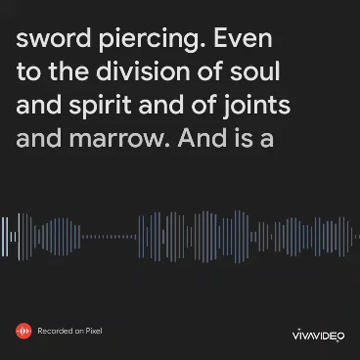 sword piercing. Even
to the division of soul
and spirit and of joints
and marrow. And is a
Recorded on Pixel
VIVAVIDEO